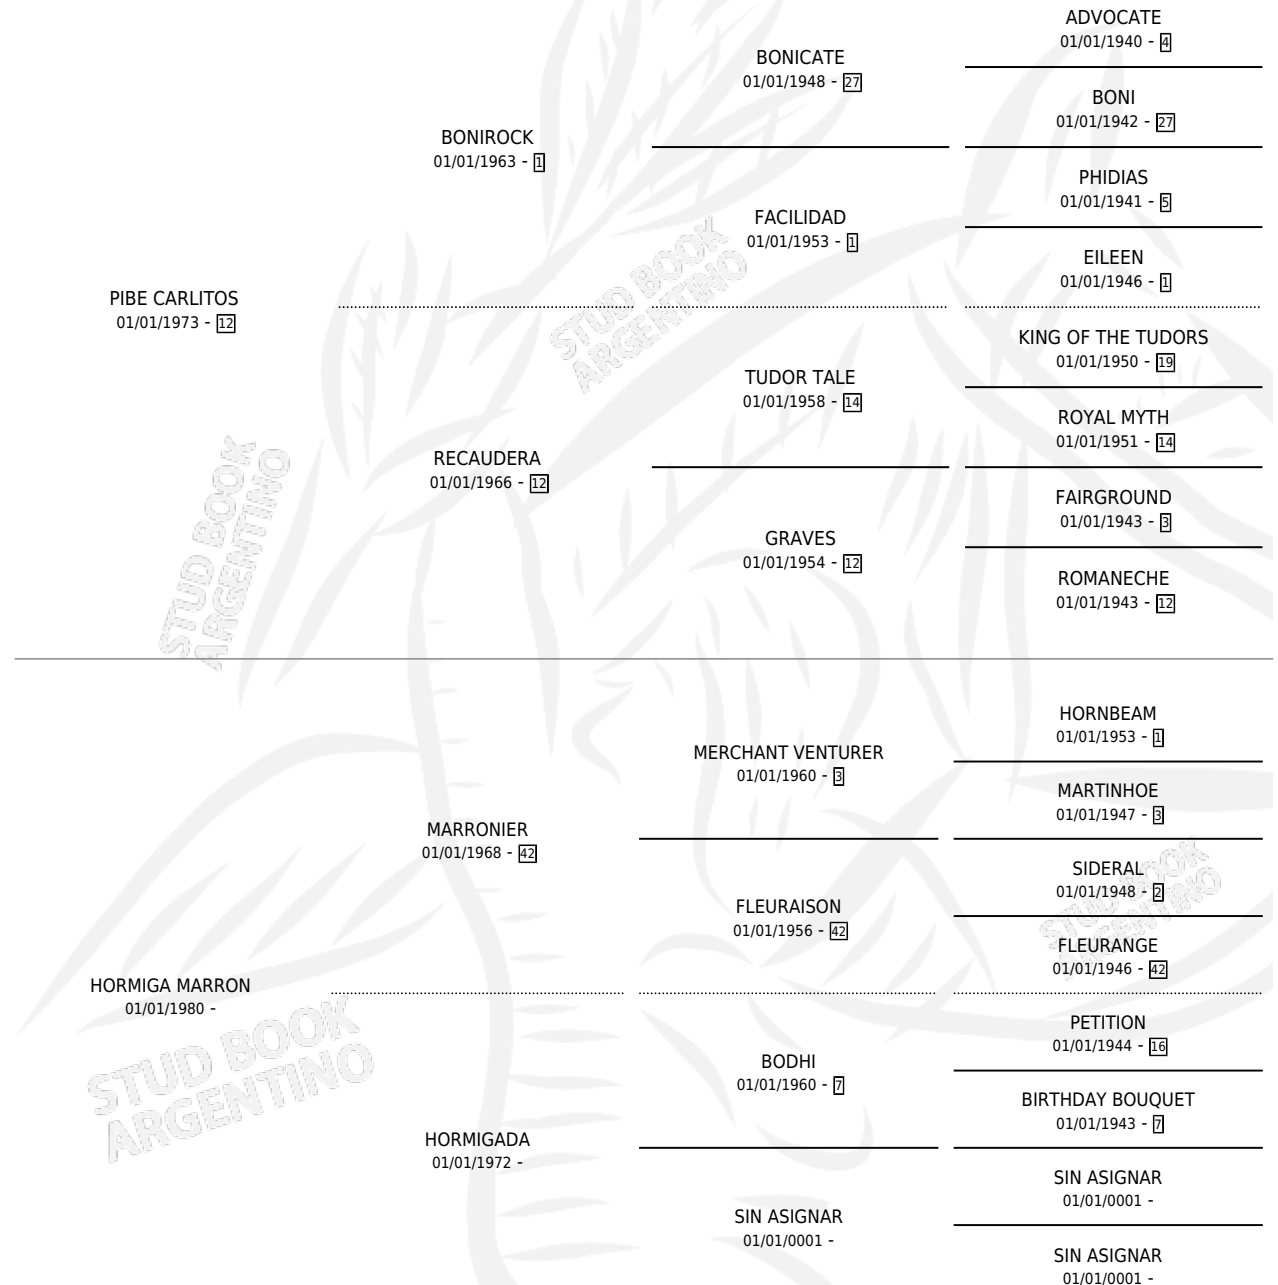 ADVOCATE
01/01/1940 - 4
BONICATE
01/01/1948 - 27
BONI
01/01/1942 - 27
BONIROCK
01/01/1963 - 1
PHIDIAS
01/01/1941 - 5
FACILIDAD
01/01/1953 - 1
EILEEN
01/01/1946 - 1
PIBE CARLITOS
01/01/1973 - 12
STUD BOOK
ARGENTINO
KING OF THE TUDORS
01/01/1950 - 19
TUDOR TALE
01/01/1958 - 14
ROYAL MYTH
01/01/1951 - 14
RECAUDERA
01/01/1966 - 12
FAIRGROUND
01/01/1943 - 3
GRAVES
01/01/1954 - 12
ROMANECHE
01/01/1943 - 12
STUD BOOK
ARGENTINO
HORNBEAM
01/01/1953 - 1
MERCHANT VENTURER
01/01/1960 - 3
MARTINHOE
01/01/1947 - 3
MARRONIER
01/01/1968 - 42
SIDERAL
01/01/1948 - 2
FLEURAISON
01/01/1956 - 42
FLEURANGE
01/01/1946 - 42
STUD BOOK
ARGENTINO
HORMIGA MARRON
01/01/1980 -
STUD BOOK
ARGENTINO
PETITION
01/01/1944 - 16
BODHI
01/01/1960 - 7
BIRTHDAY BOUQUET
01/01/1943 - 7
HORMIGADA
01/01/1972 -
SIN ASIGNAR
01/01/0001 -
SIN ASIGNAR
01/01/0001 -
SIN ASIGNAR
01/01/0001 -